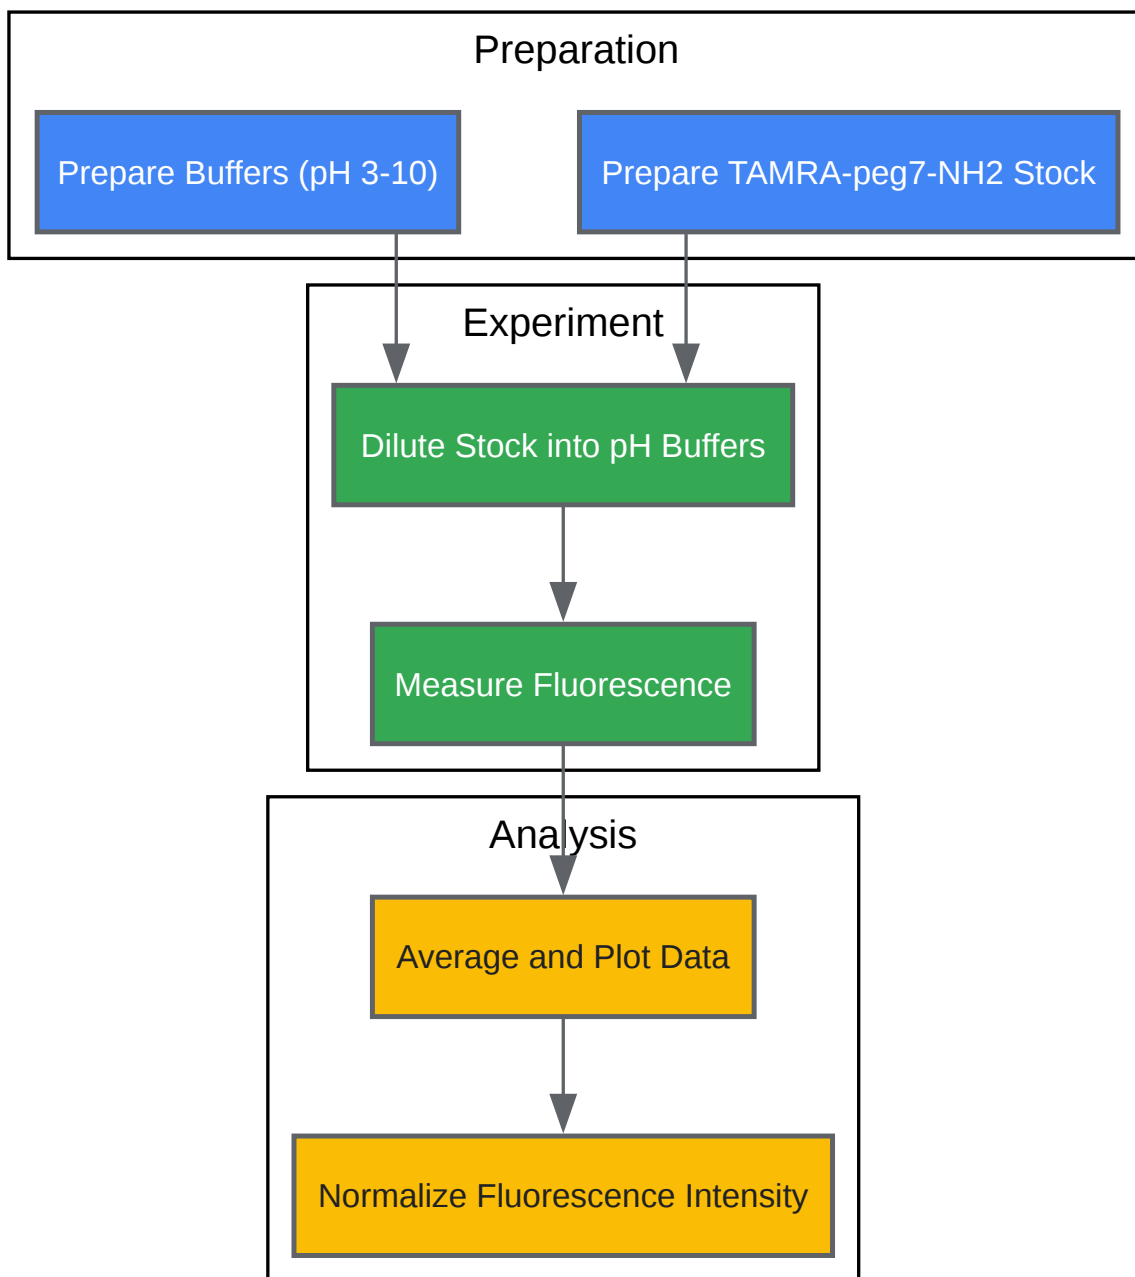 Preparation
Prepare Buffers (pH 3-10)
Prepare TAMRA-peg7-NH2 Stock
Experiment
Dilute Stock into pH Buffers
Measure Fluorescence
Analysis
Average and Plot Data
Normalize Fluorescence Intensity